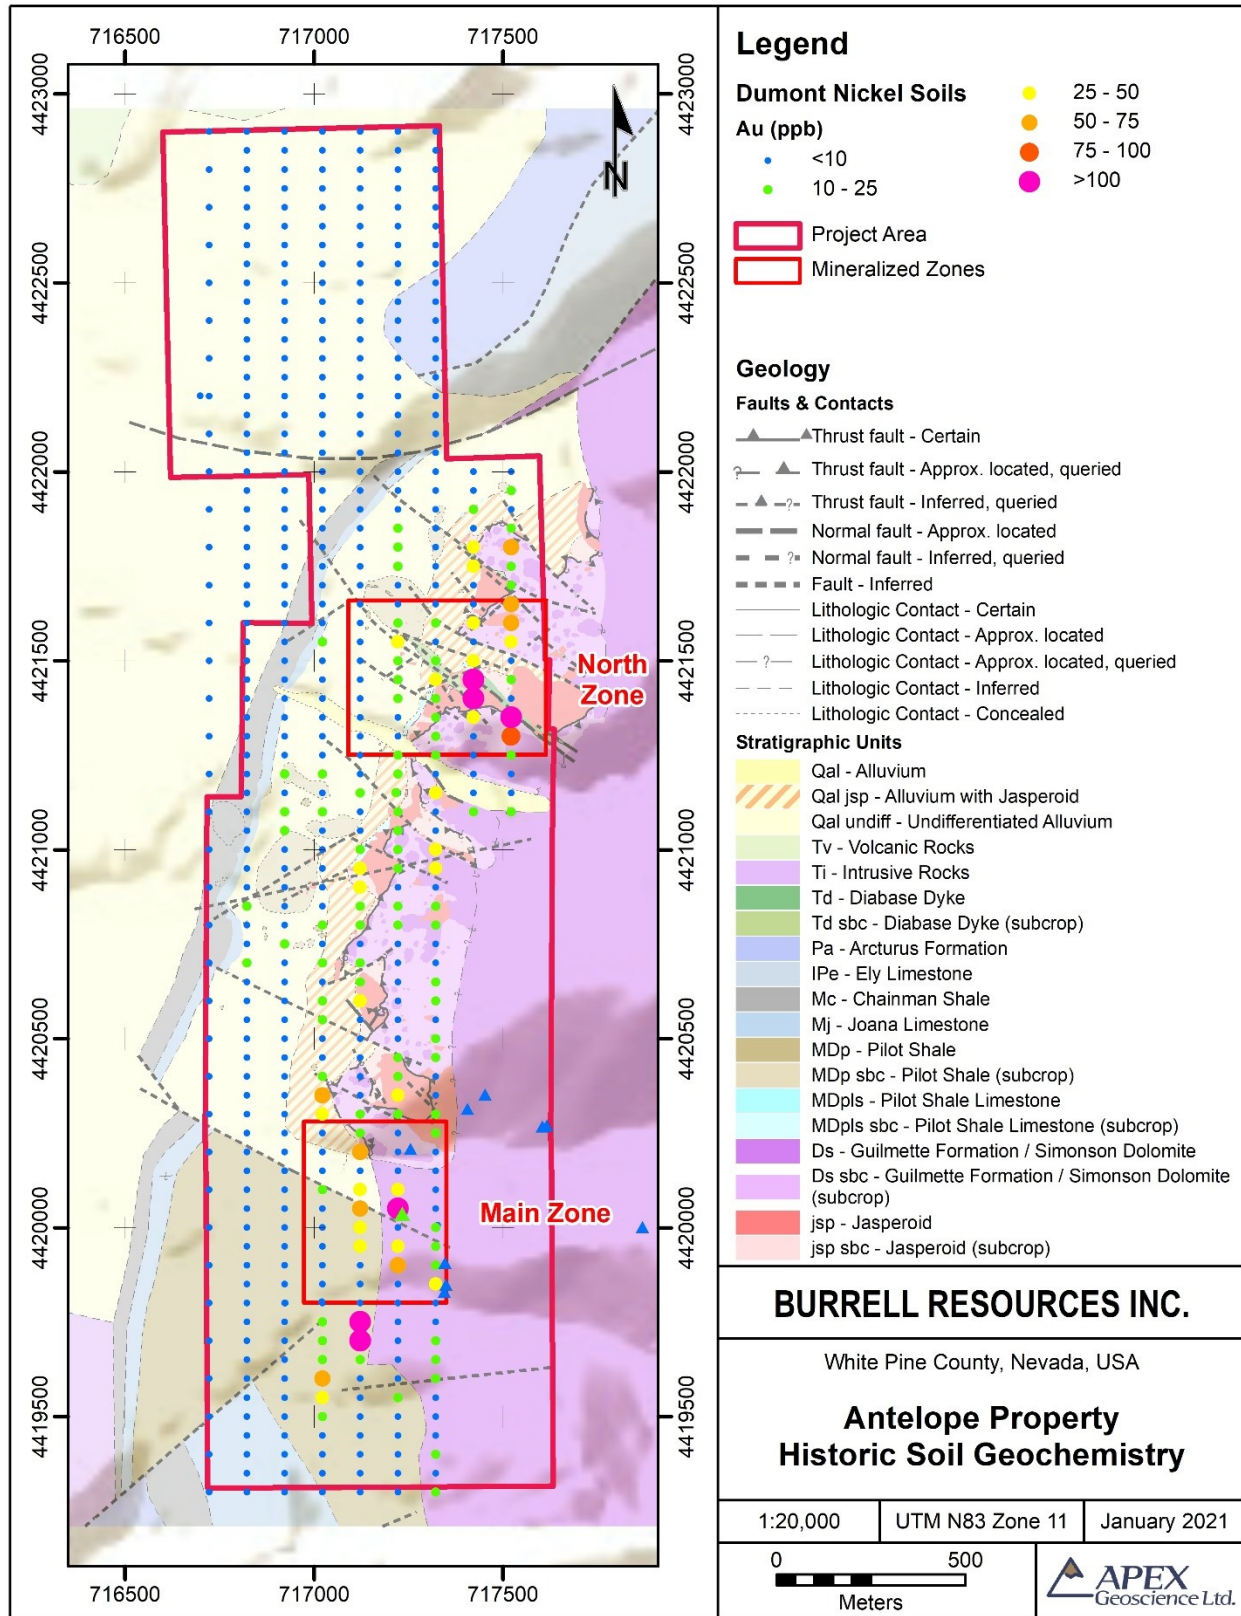 716500 717000 717500
4423000 4423000
4422500 4422500
4422000 4422000
4421500 4421500
4421000 4421000
4420500 4420500
4420000 4420000
4419500 4419500
716500 717000 717500
N
North
Zone
Main Zone
Legend
Dumont Nickel Soils
Au (ppb)
<10
10 - 25
25 - 50
50 - 75
75 - 100
>100
Project Area
Mineralized Zones
Geology
Faults & Contacts
Thrust fault - Certain
? ? Thrust fault - Approx. located, queried
? Thrust fault - Inferred, queried
Normal fault - Approx. located
? Normal fault - Inferred, queried
Fault - Inferred
Lithologic Contact - Certain
Lithologic Contact - Approx. located
? Lithologic Contact - Approx. located, queried
Lithologic Contact - Inferred
Lithologic Contact - Concealed
Stratigraphic Units
Qal - Alluvium
Qal jsp - Alluvium with Jasperoid
Qal undiff - Undifferentiated Alluvium
Tv - Volcanic Rocks
Ti - Intrusive Rocks
Td - Diabase Dyke
Td sbc - Diabase Dyke (subcrop)
Pa - Arcturus Formation
IPe - Ely Limestone
Mc - Chainman Shale
Mj - Joana Limestone
MDp - Pilot Shale
MDp sbc - Pilot Shale (subcrop)
MDpls - Pilot Shale Limestone
MDpls sbc - Pilot Shale Limestone (subcrop)
Ds - Guilmette Formation / Simonson Dolomite
Ds sbc - Guilmette Formation / Simonson Dolomite
(subcrop)
jsp - Jasperoid
jsp sbc - Jasperoid (subcrop)
BURRELL RESOURCES INC.
White Pine County, Nevada, USA
Antelope Property
Historic Soil Geochemistry
1:20,000 UTM N83 Zone 11 January 2021
0 500
Meters
APEX
Geoscience Ltd.